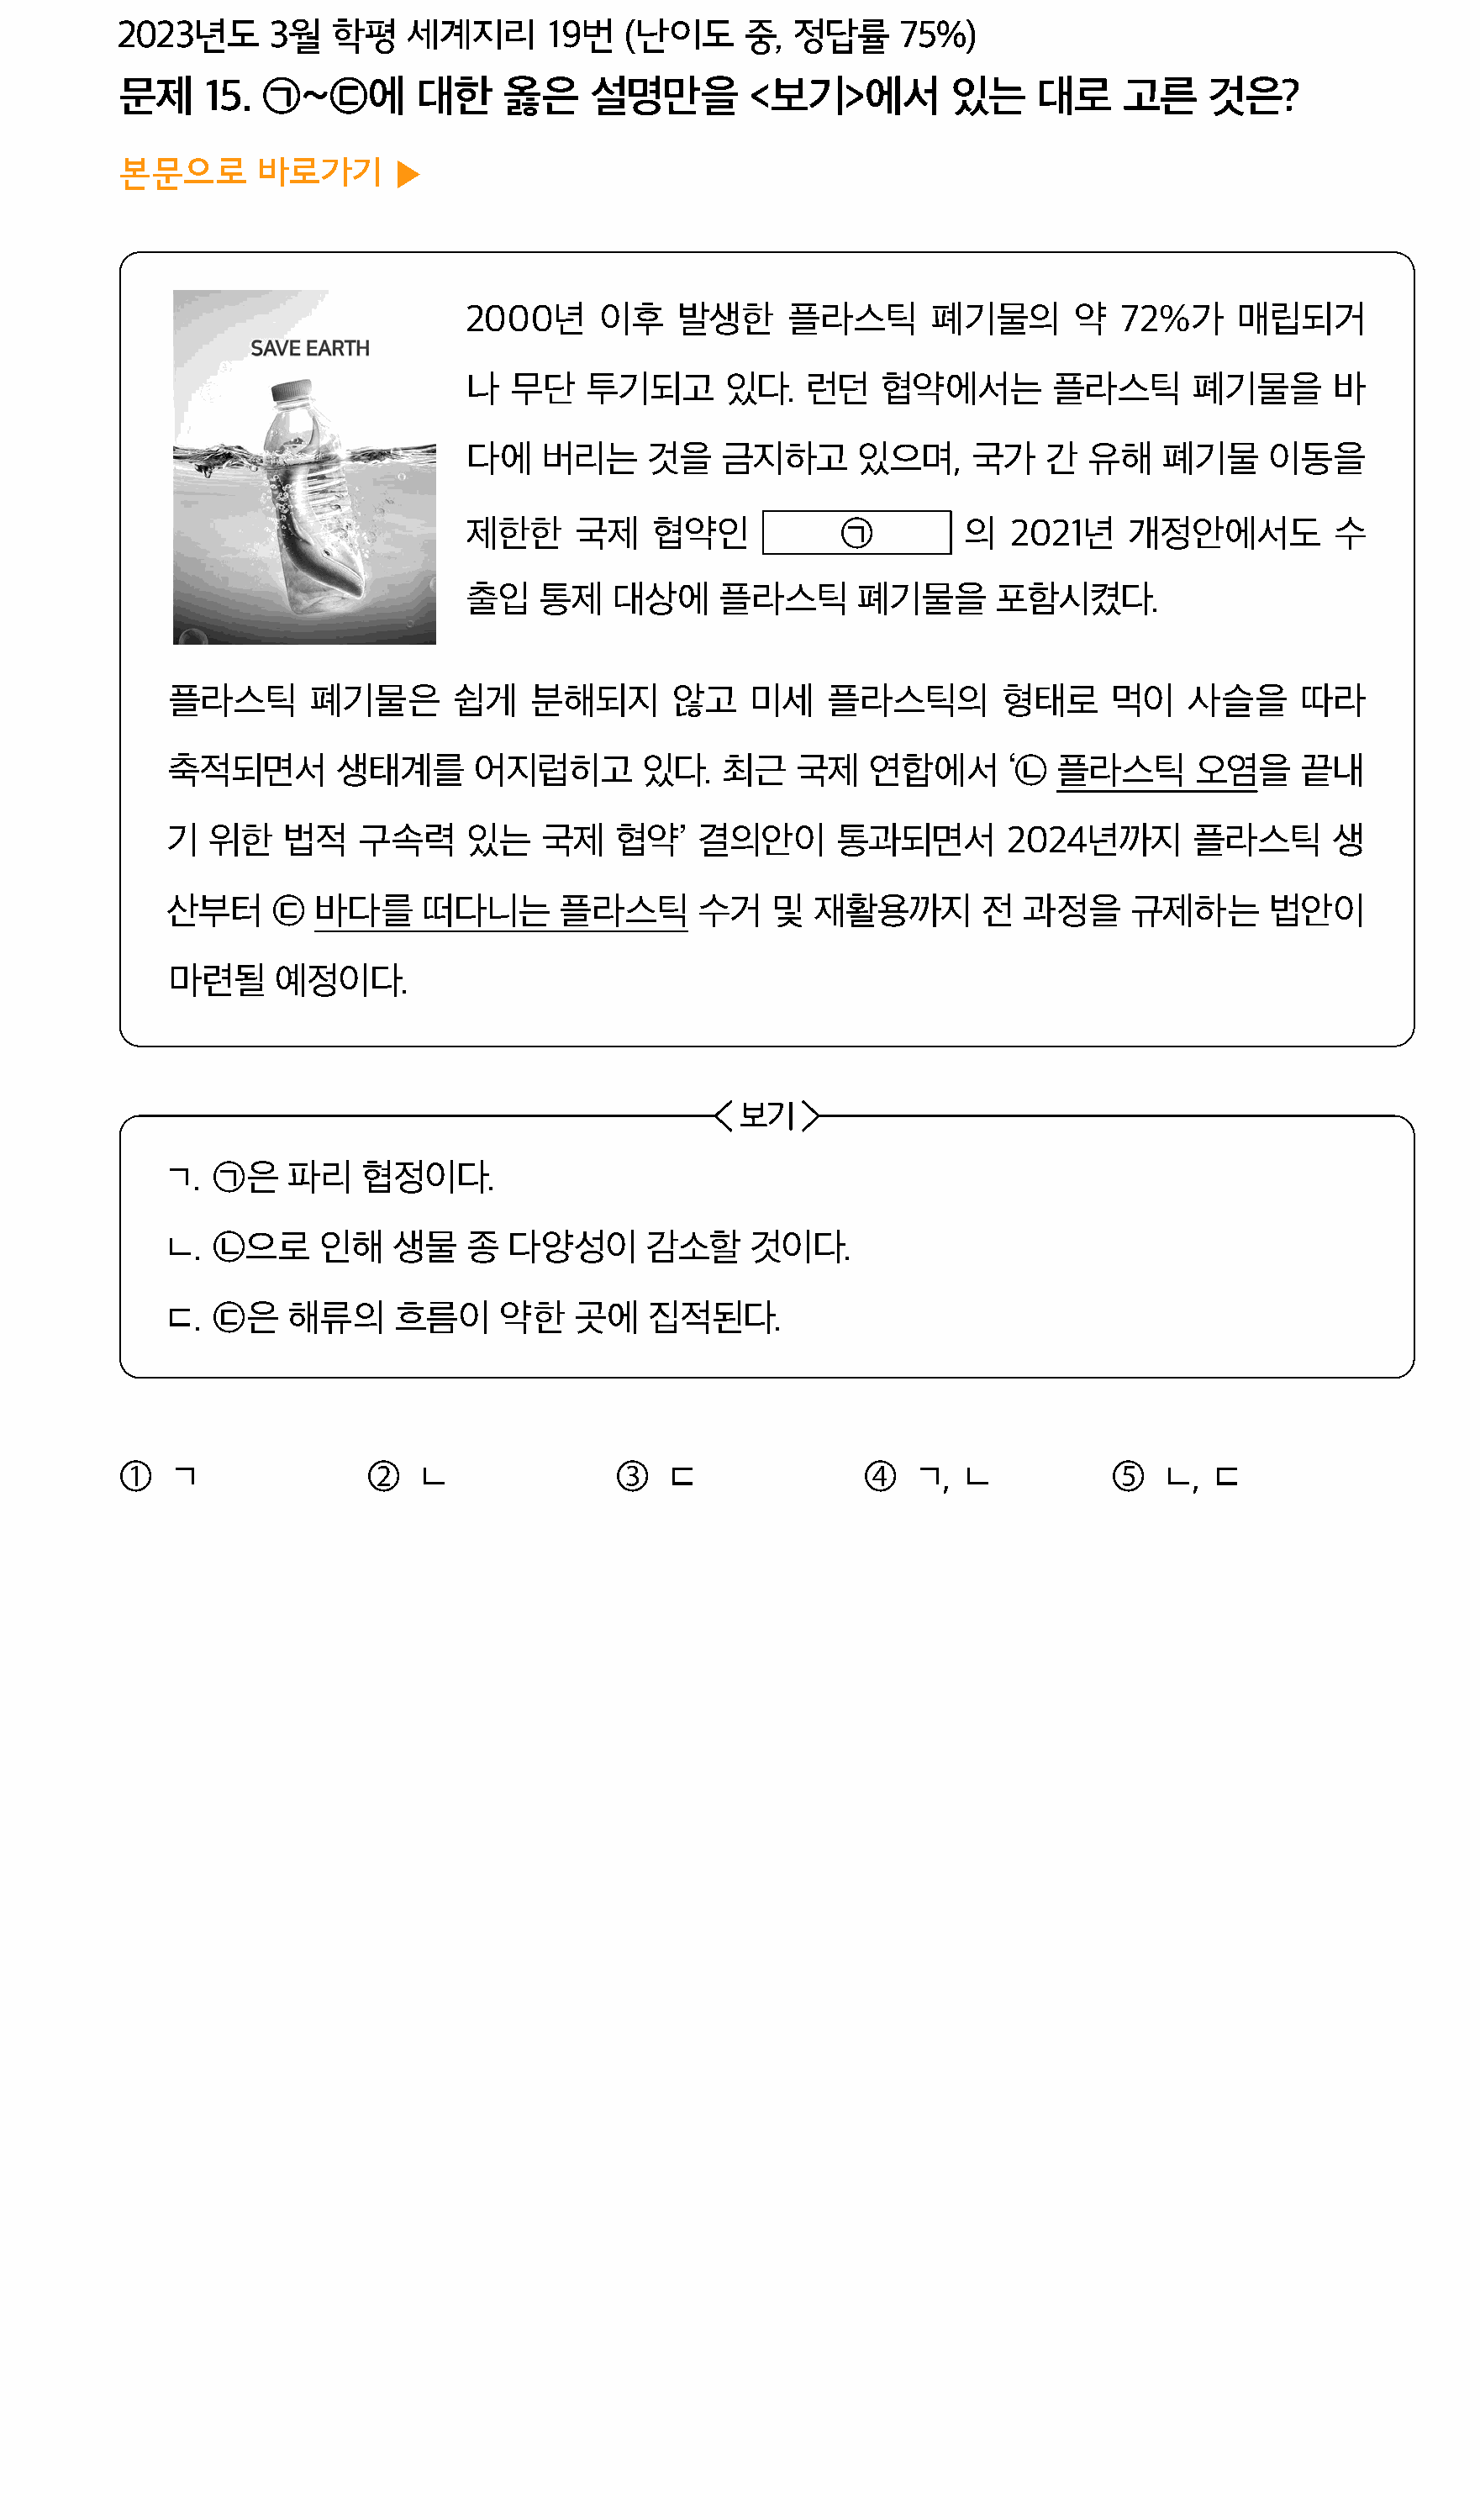 2023년도 3월 학평 세계지리 19번 (난이도 중, 정답률 75%)
문제 15. ㉠~㉢에 대한 옳은 설명만을 <보기>에서 있는 대로 고른 것은?
본문으로 바로가기 ▶
SAVE EARTH
2000년 이후 발생한 플라스틱 폐기물의 약 72%가 매립되거
나 무단 투기되고 있다. 런던 협약에서는 플라스틱 폐기물을 바
다에 버리는 것을 금지하고 있으며, 국가 간 유해 폐기물 이동을
제한한 국제 협약인 ㉠ 의 2021년 개정안에서도 수
출입 통제 대상에 플라스틱 폐기물을 포함시켰다.
플라스틱 폐기물은 쉽게 분해되지 않고 미세 플라스틱의 형태로 먹이 사슬을 따라
축적되면서 생태계를 어지럽히고 있다. 최근 국제 연합에서 ‘㉡ 플라스틱 오염을 끝내
기 위한 법적 구속력 있는 국제 협약’ 결의안이 통과되면서 2024년까지 플라스틱 생
산부터 ㉢ 바다를 떠다니는 플라스틱 수거 및 재활용까지 전 과정을 규제하는 법안이
마련될 예정이다.
<보기>
ㄱ. ㉠은 파리 협정이다.
ㄴ. ㉡으로 인해 생물 종 다양성이 감소할 것이다.
ㄷ. ㉢은 해류의 흐름이 약한 곳에 집적된다.
① ㄱ ② ㄴ ③ ㄷ ④ ㄱ, ㄴ ⑤ ㄴ, ㄷ